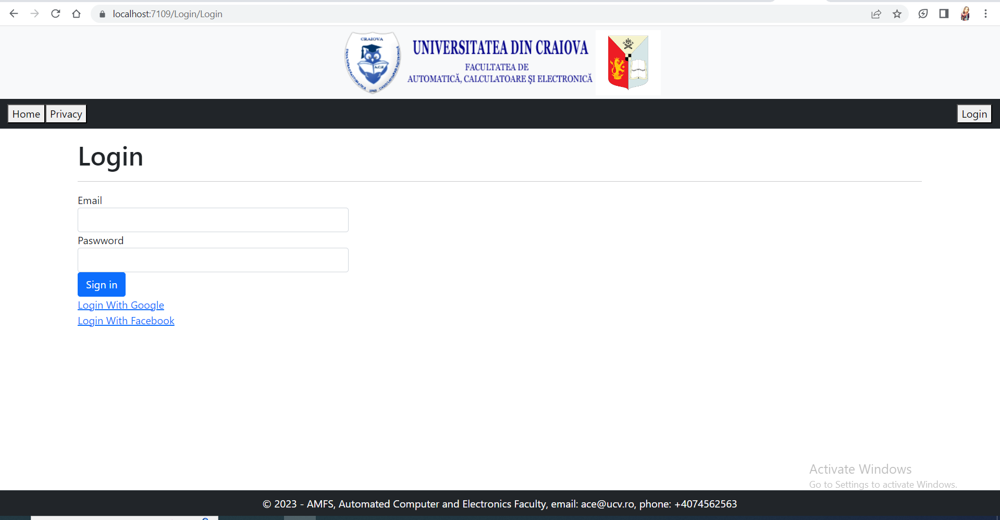 localhost:7109/Login/Login
CRAIOVA
A.C.E.
1965
UNIVERSITATEA DIN CRAIOVA
FACULTATEA DE
AUTOMATICĂ, CALCULATOARE ȘI ELECTRONICĂ
Home Privacy Login
Login
Email
Paswword
Sign in
Login With Google
Login With Facebook
Activate Windows
Go to Settings to activate Windows.
© 2023 - AMFS, Automated Computer and Electronics Faculty, email: ace@ucv.ro, phone: +4074562563